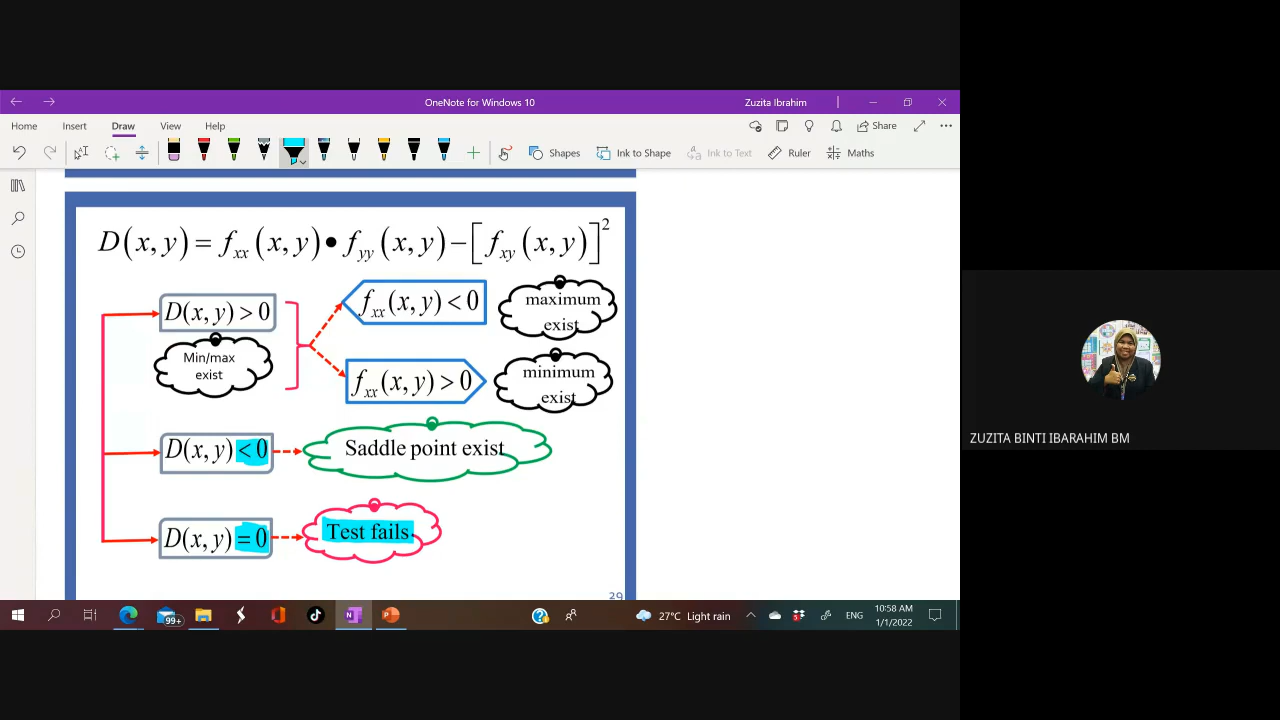 OneNote for Windows 10
Zuzita Ibrahim
Home Insert Draw View Help
Share
Shapes Ink to Shape Ink to Text Ruler Maths
D(x, y) = f_xx(x, y) • f_yy(x, y) − [f_xy(x, y)]²
D(x, y) > 0
f_xx(x, y) < 0
maximum
exist
Min/max
exist
f_xx(x, y) > 0
minimum
exist
D(x, y) < 0
Saddle point exist
D(x, y) = 0
Test fails
29
ZUZITA BINTI IBARAHIM BM
99+
27°C Light rain
ENG
10:58 AM
1/1/2022